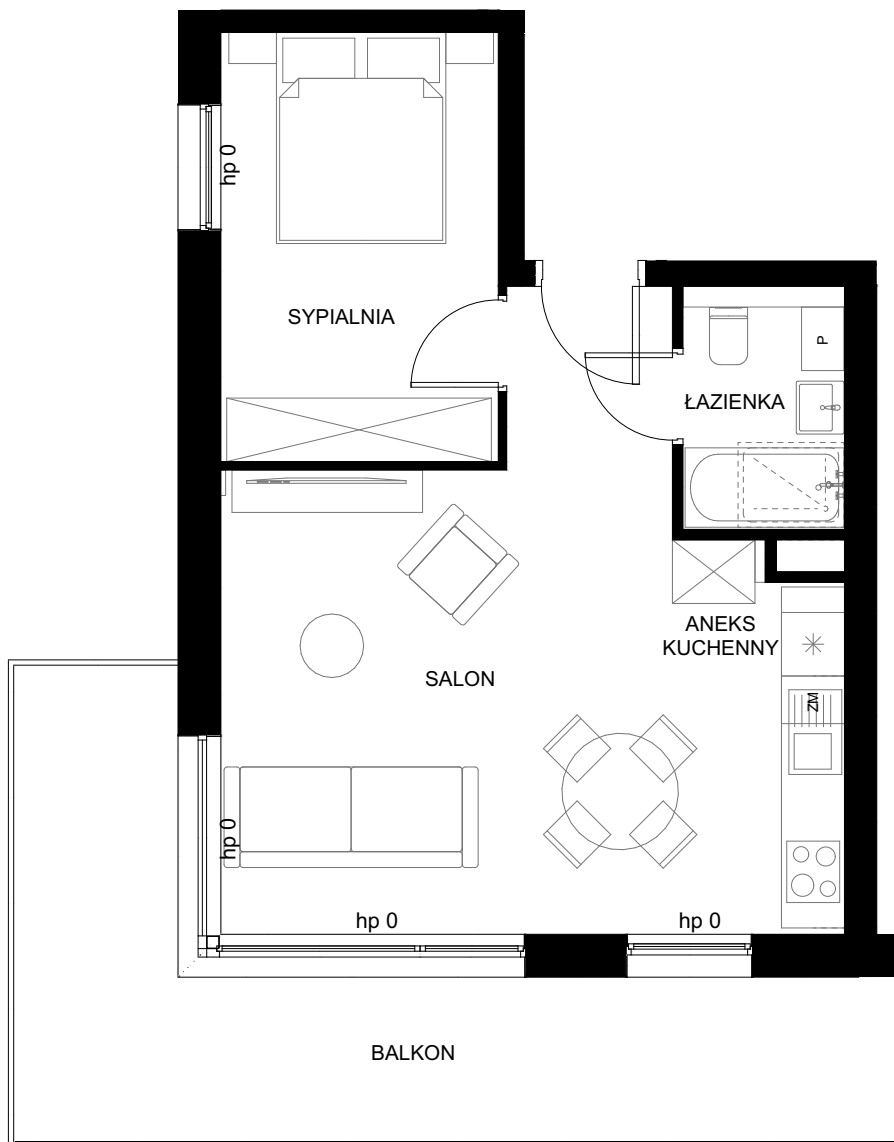 hp 0
SYPIALNIA
P
ŁAZIENKA
ANEKS
KUCHENNY
SALON
ZM
hp 0
hp 0
hp 0
BALKON